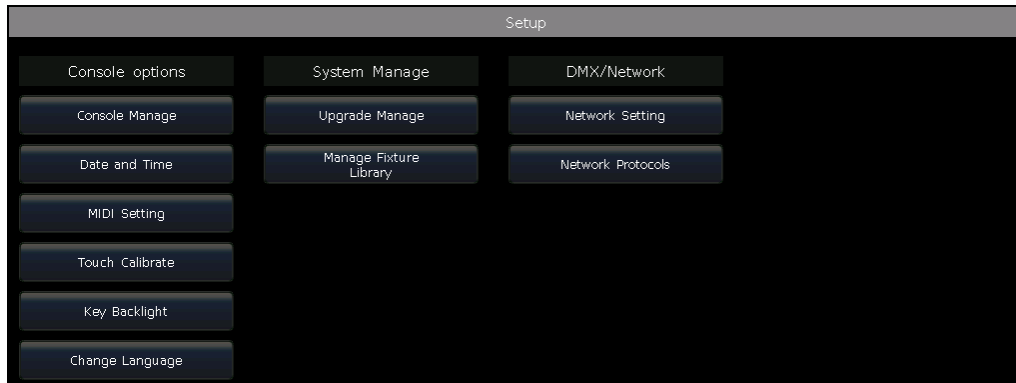 Setup
Console options
Console Manage
Date and Time
MIDI Setting
Touch Calibrate
Key Backlight
Change Language
System Manage
Upgrade Manage
Manage Fixture
Library
DMX/Network
Network Setting
Network Protocols